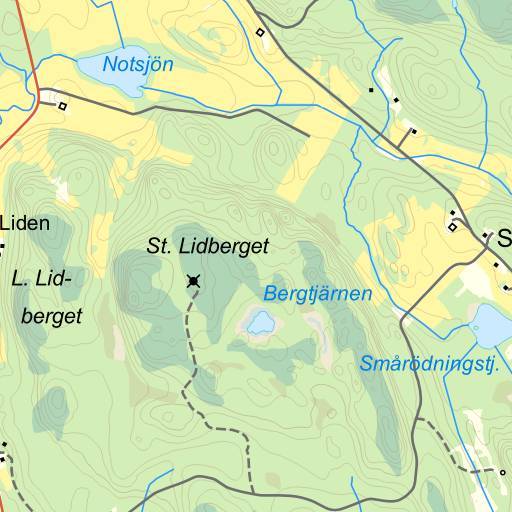 Notsjön
Liden
St. Lidberget
S
L. Lid-
berget
Bergtjärnen
Smårödningstj.